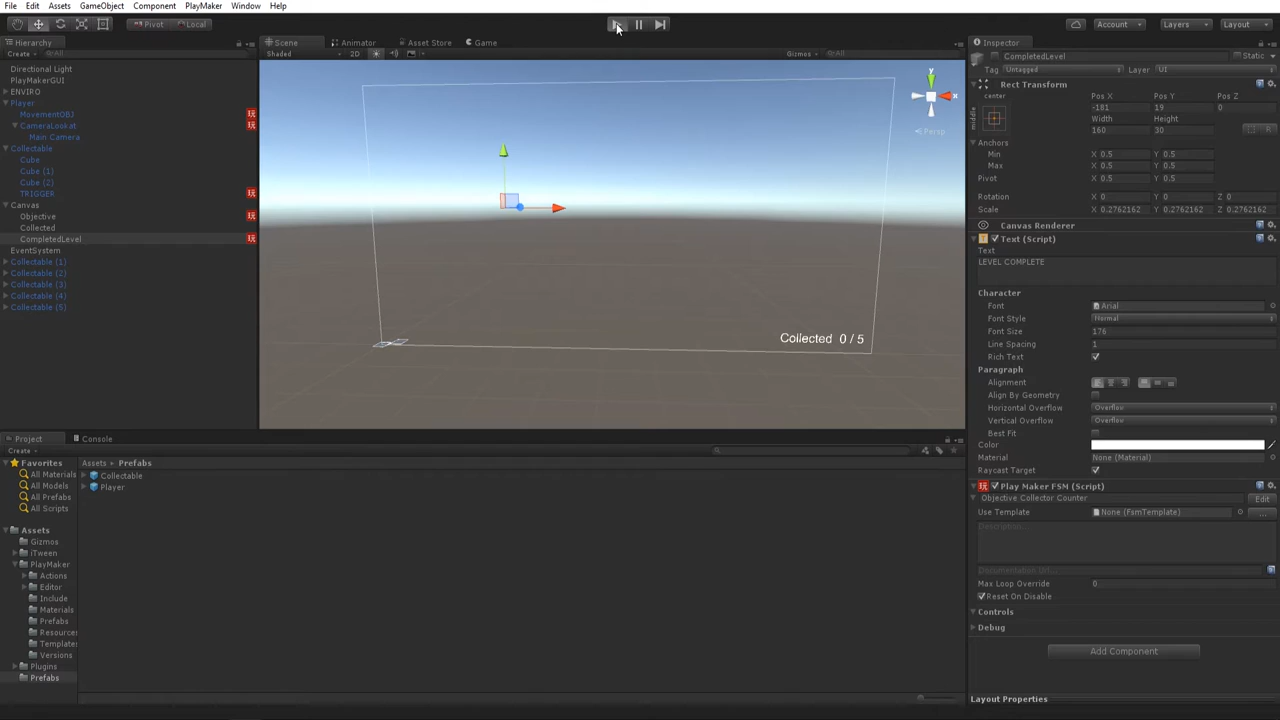 File Edit Assets GameObject Component PlayMaker Window Help
Pivot Local Account Layers Layout
Hierarchy
Create All
Directional Light
PlayMakerGUI
ENVIRO
Player
MovementOBJ
CameraLookat
Main Camera
Collectable
Cube
Cube (1)
Cube (2)
TRIGGER
Canvas
Objective
Collected
CompletedLevel
EventSystem
Collectable (1)
Collectable (2)
Collectable (3)
Collectable (4)
Collectable (5)
Scene Animator Asset Store Game
Shaded 2D Gizmos All
y
x
Persp
Collected 0 / 5
Inspector
CompletedLevel Static
Tag Untagged Layer UI
Rect Transform
center Pos X Pos Y Pos Z
middle -181 19 0
Width Height
160 30
R
Anchors
Min X 0.5 Y 0.5
Max X 0.5 Y 0.5
Pivot X 0.5 Y 0.5
Rotation X 0 Y 0 Z 0
Scale X 0.2762162 Y 0.2762162 Z 0.2762162
Canvas Renderer
Text (Script)
Text
LEVEL COMPLETE
Character
Font Arial
Font Style Normal
Font Size 176
Line Spacing 1
Rich Text
Paragraph
Alignment
Align By Geometry
Horizontal Overflow Overflow
Vertical Overflow Overflow
Best Fit
Color
Material None (Material)
Raycast Target
Play Maker FSM (Script)
Objective Collector Counter Edit
Use Template None (FsmTemplate) ...
Description...
Documentation Url...
Max Loop Override 0
Reset On Disable
Controls
Debug
Add Component
Layout Properties
Project Console
Create
Favorites
All Materials
All Models
All Prefabs
All Scripts
Assets
Gizmos
iTween
PlayMaker
Actions
Editor
Include
Materials
Prefabs
Resources
Templates
Versions
Plugins
Prefabs
Assets Prefabs
Collectable
Player